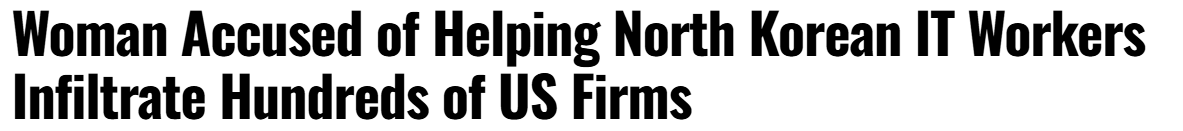 Woman Accused of Helping North Korean IT Workers
Infiltrate Hundreds of US Firms